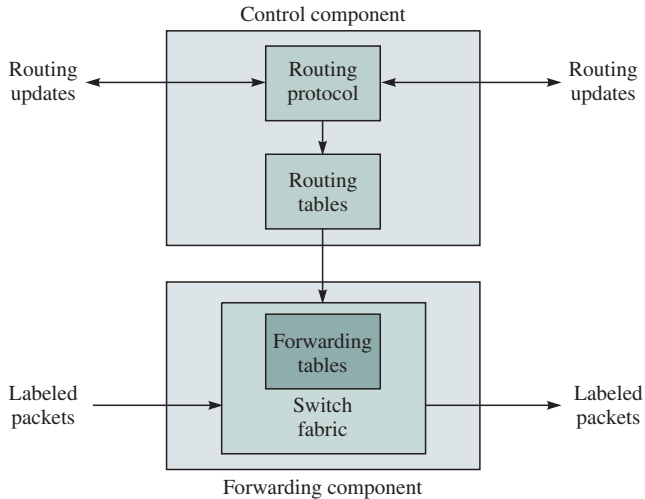 Control component
Routing
updates
Routing
protocol
Routing
updates
Routing
tables
Forwarding
tables
Labeled
packets
Switch
fabric
Labeled
packets
Forwarding component